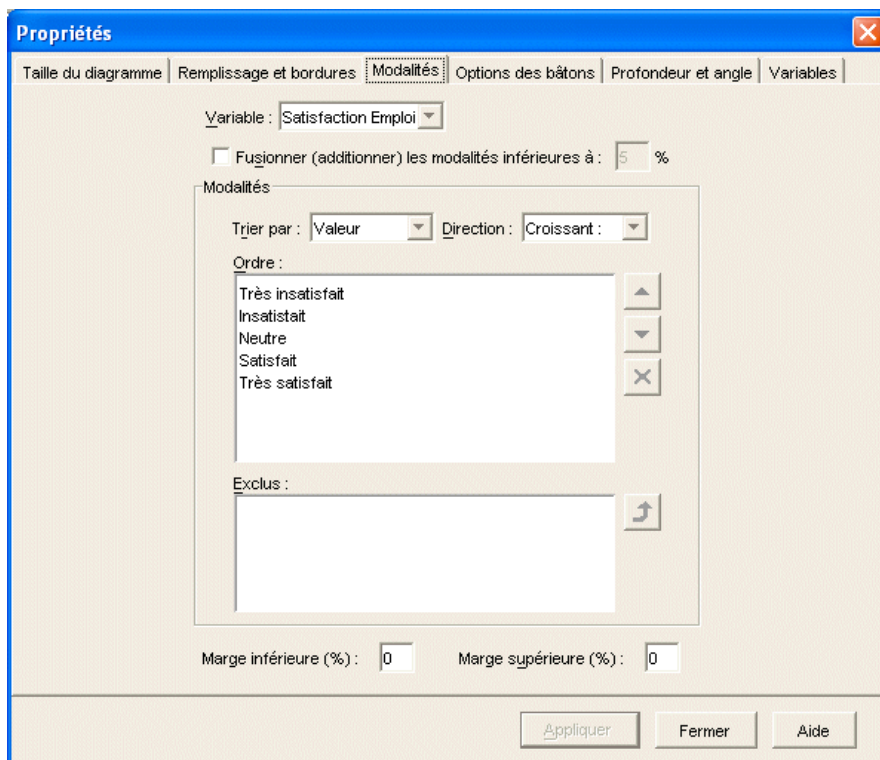 Propriétés
Taille du diagramme Remplissage et bordures Modalités Options des bâtons Profondeur et angle Variables
Variable : Satisfaction Emploi
Fusionner (additionner) les modalités inférieures à : 5 %
Modalités
Trier par : Valeur Direction : Croissant :
Ordre :
Très insatisfait
Insatistait
Neutre
Satisfait
Très satisfait
Exclus :
Marge inférieure (%) : 0 Marge supérieure (%) : 0
Appliquer Fermer Aide